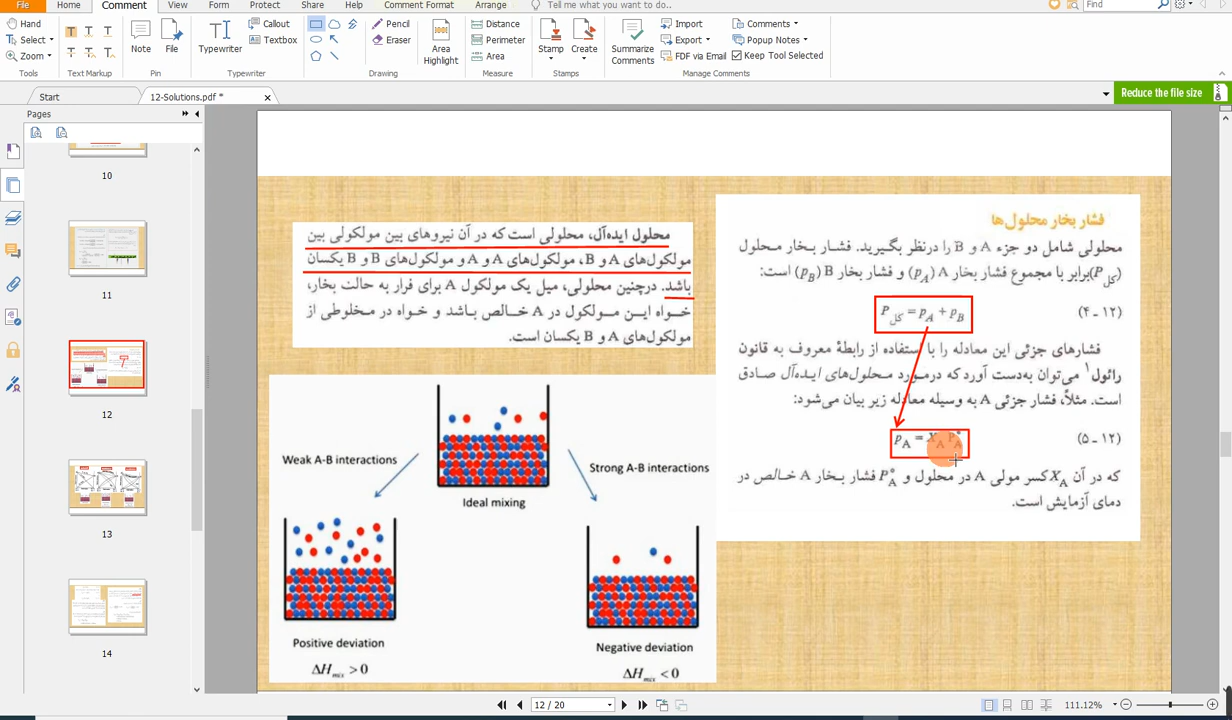 File
Home
Comment
View
Form
Protect
Share
Help
Comment Format
Arrange
Tell me what you want to do..
Find
Hand
Select
Zoom
Tools
Text Markup
Note
File
Pin
Typewriter
Callout
Textbox
Typewriter
Pencil
Eraser
Drawing
Area Highlight
Distance
Perimeter
Area
Measure
Stamp
Create
Stamps
Summarize Comments
Import
Export
FDF via Email
Comments
Popup Notes
Keep Tool Selected
Manage Comments
Start
12-Solutions.pdf *
Reduce the file size
Pages
10
11
12
13
14
محلول ایده‌آل، محلولی است که در آن نیروهای بین مولکولی بین
مولکول‌های A و B، مولکول‌های A و A و مولکول‌های B و B یکسان
باشد. درچنین محلولی، میل یک مولکول A برای فرار به حالت بخار،
خواه این مولکول در A خالص باشد و خواه در مخلوطی از
مولکول‌های A و B یکسان است.
Weak A-B interactions
Strong A-B interactions
Ideal mixing
Positive deviation
ΔHmix > 0
Negative deviation
ΔHmix < 0
فشار بخار محلول‌ها
محلولی شامل دو جزء A و B را درنظر بگیرید. فشار بخار محلول
(P کل) برابر با مجموع فشار بخار A (pA) و فشار بخار B (pB) است:
P کل = pA + pB (۱۲ - ۴)
فشارهای جزئی این معادله را با استفاده از رابطهٔ معروف به قانون
رائول۱ می‌توان به‌دست آورد که درمورد محلول‌های ایده‌آل صادق
است. مثلاً، فشار جزئی A به وسیله معادله زیر بیان می‌شود:
pA = XA P°A (۱۲ - ۵)
که در آن XA کسر مولی A در محلول و P°A فشار بخار A خالص در
دمای آزمایش است.
12 / 20
111.12%